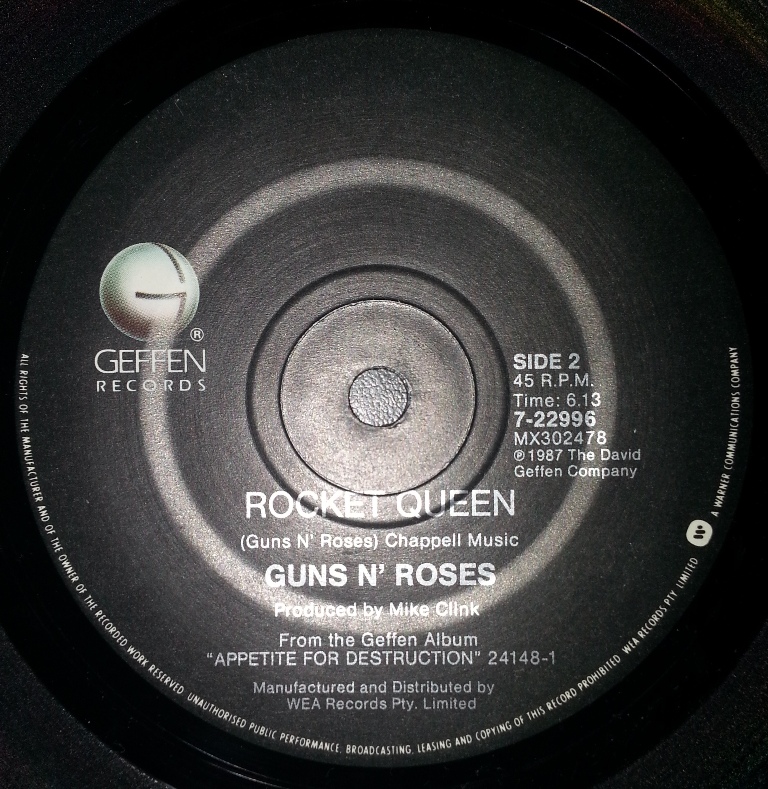 GEFFEN ®
RECORDS
SIDE 2
45 R.P.M.
Time: 6.13
7-22996
MX302478
℗1987 The David
Geffen Company
ROCKET QUEEN
(Guns N' Roses) Chappell Music
GUNS N' ROSES
Produced by Mike Clink
From the Geffen Album
"APPETITE FOR DESTRUCTION" 24148-1
Manufactured and Distributed by
WEA Records Pty. Limited
ALL RIGHTS OF THE MANUFACTURER AND OF THE OWNER OF THE RECORDED WORK RESERVED. UNAUTHORISED PUBLIC PERFORMANCE, BROADCASTING, LEASING AND COPYING OF THIS RECORD PROHIBITED. WEA RECORDS PTY. LIMITED A WARNER COMMUNICATIONS COMPANY